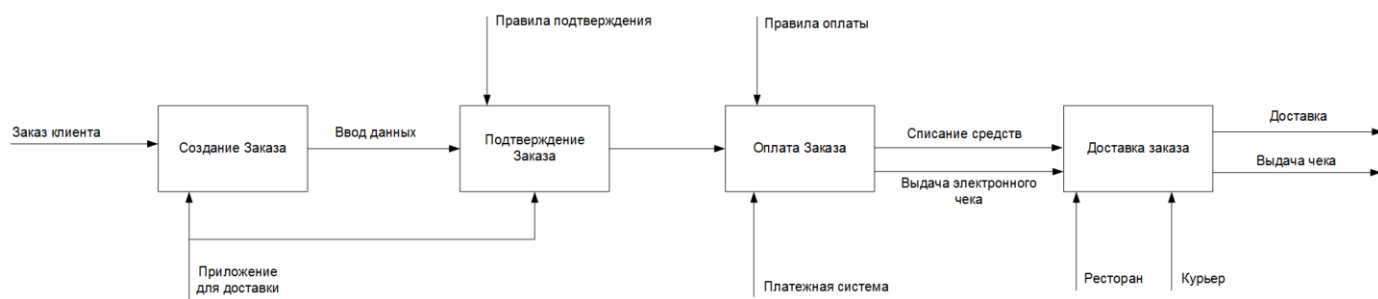 Правила подтверждения
Правила оплаты
Заказ клиента
Создание Заказа
Ввод данных
Подтверждение
Заказа
Оплата Заказа
Списание средств
Выдача электронного
чека
Доставка заказа
Доставка
Выдача чека
Приложение
для доставки
Платежная система
Ресторан
Курьер